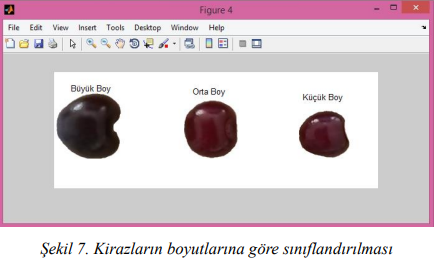 Figure 4
File Edit View Insert Tools Desktop Window Help
Büyük Boy
Orta Boy
Küçük Boy
Şekil 7. Kirazların boyutlarına göre sınıflandırılması